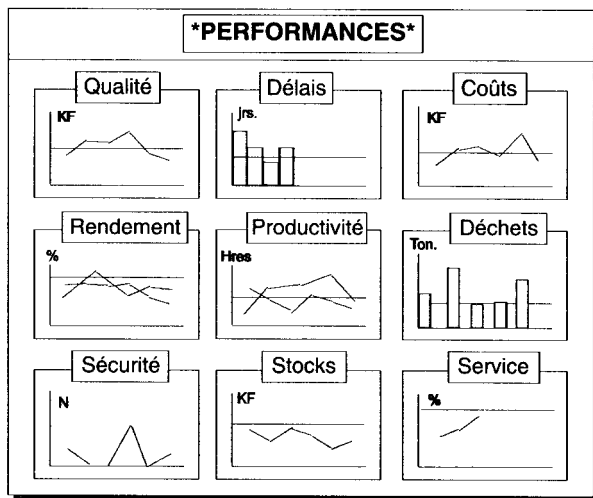 *PERFORMANCES*
Qualité
Délais
Coûts
KF
jrs.
KF
Rendement
Productivité
Déchets
%
Hres
Ton.
Sécurité
Stocks
Service
N
KF
%